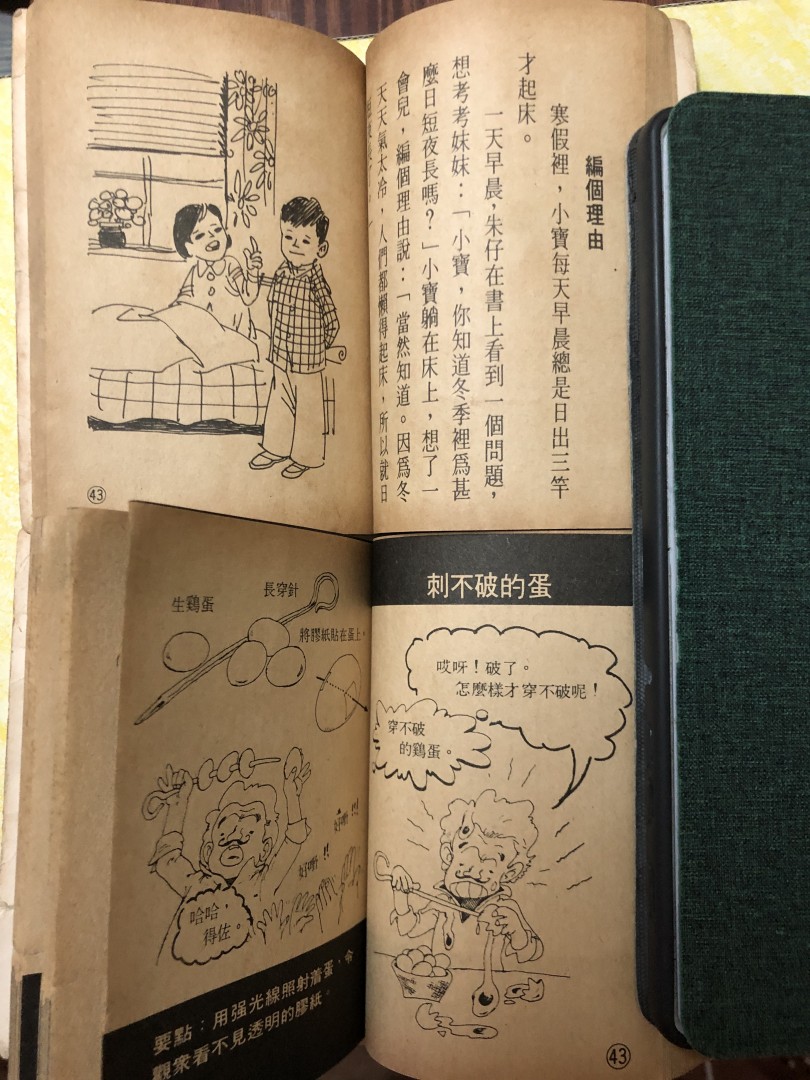 編個理由
寒假裡，小寶每天早晨總是日出三竿
才起床。
一天早晨，朱仔在書上看到一個問題，
想考考妹妹：「小寶，你知道冬季裡爲甚
麼日短夜長嗎？」小寶躺在床上，想了一
會兒，編個理由說：「當然知道。因爲冬
天天氣太冷，人們都懶得起床，所以就日
㊸
刺不破的蛋
哎呀！破了。
怎麼樣才穿不破呢！
穿不破
的鷄蛋。
㊸
長穿針
生鷄蛋
將膠紙貼在蛋上。
好嘢!!!
好嘢!!
哈哈，
得佐。
要點：用强光線照射着蛋，令
觀衆看不見透明的膠紙。